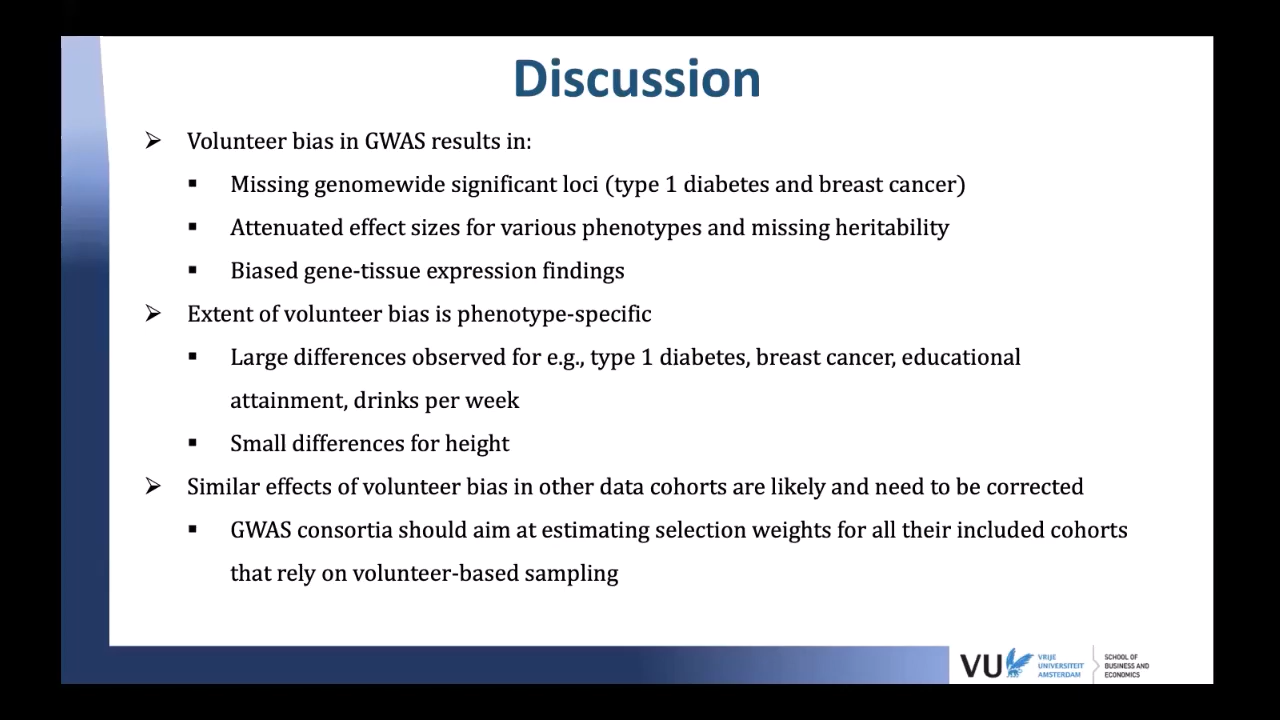 Discussion
➢ Volunteer bias in GWAS results in:
▪ Missing genomewide significant loci (type 1 diabetes and breast cancer)
▪ Attenuated effect sizes for various phenotypes and missing heritability
▪ Biased gene-tissue expression findings
➢ Extent of volunteer bias is phenotype-specific
▪ Large differences observed for e.g., type 1 diabetes, breast cancer, educational
attainment, drinks per week
▪ Small differences for height
➢ Similar effects of volunteer bias in other data cohorts are likely and need to be corrected
▪ GWAS consortia should aim at estimating selection weights for all their included cohorts
that rely on volunteer-based sampling
VU
VRIJE
UNIVERSITEIT
AMSTERDAM
SCHOOL OF
BUSINESS AND
ECONOMICS